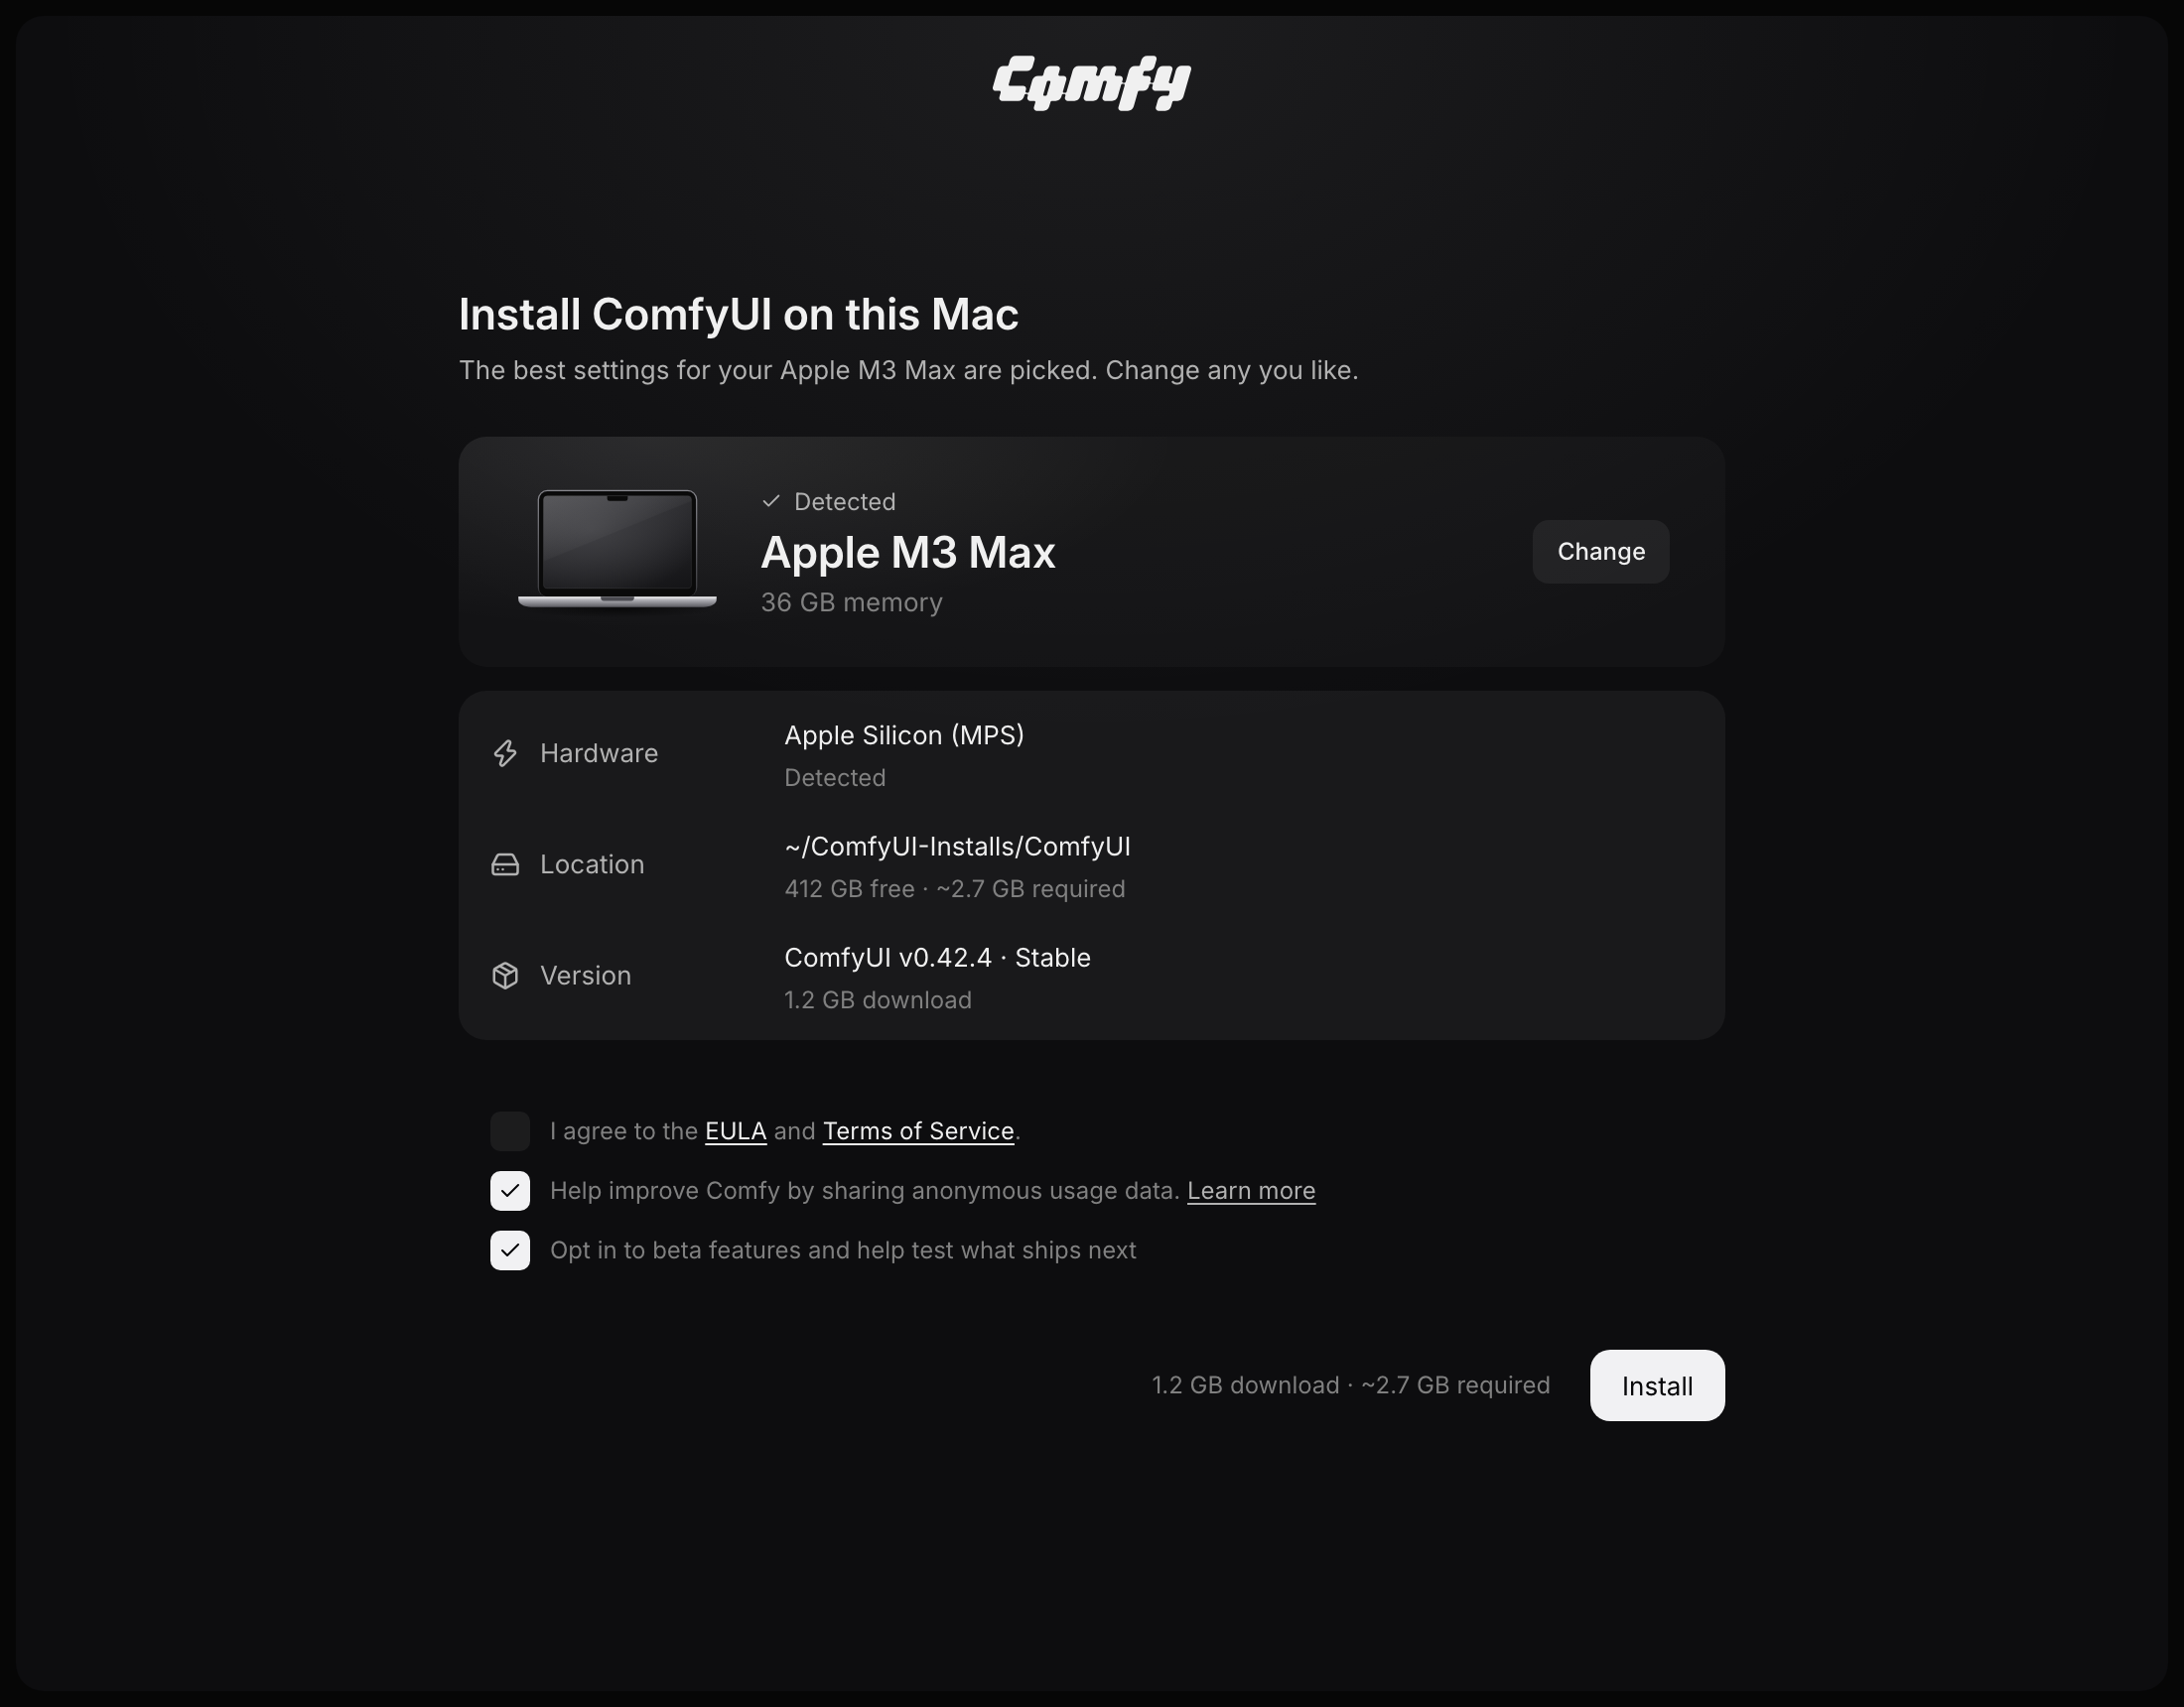 Comfy
Install ComfyUI on this Mac
The best settings for your Apple M3 Max are picked. Change any you like.
Detected
Apple M3 Max
36 GB memory
Change
Hardware
Apple Silicon (MPS)
Detected
Location
~/ComfyUI-Installs/ComfyUI
412 GB free · ~2.7 GB required
Version
ComfyUI v0.42.4 · Stable
1.2 GB download
I agree to the EULA and Terms of Service.
Help improve Comfy by sharing anonymous usage data. Learn more
Opt in to beta features and help test what ships next
1.2 GB download · ~2.7 GB required
Install